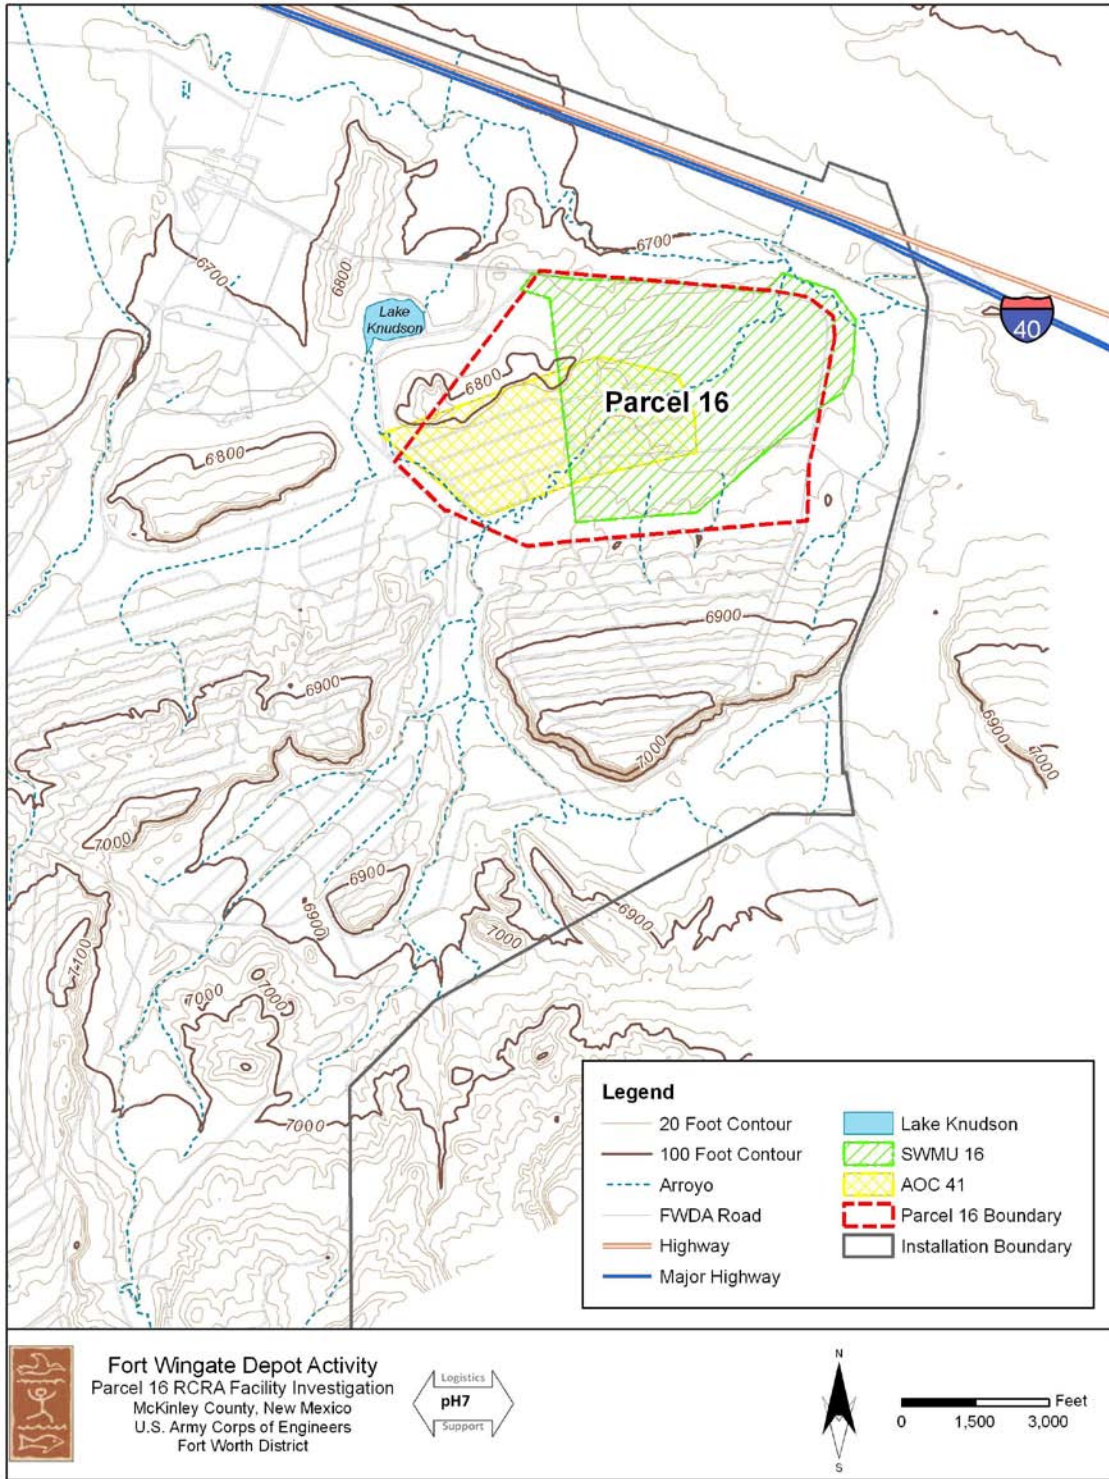 6700
6700
6800
Lake
Knudson
40
6800
Parcel 16
6800
6900
6900
7000
6900
7000
7000
6900
6900
6900
7000
7100
7000
7000
7000
Legend
20 Foot Contour
100 Foot Contour
Arroyo
FWDA Road
Highway
Major Highway
Lake Knudson
SWMU 16
AOC 41
Parcel 16 Boundary
Installation Boundary
Fort Wingate Depot Activity
Parcel 16 RCRA Facility Investigation
McKinley County, New Mexico
U.S. Army Corps of Engineers
Fort Worth District
Logistics
pH7
Support
N
S
Feet
0 1,500 3,000